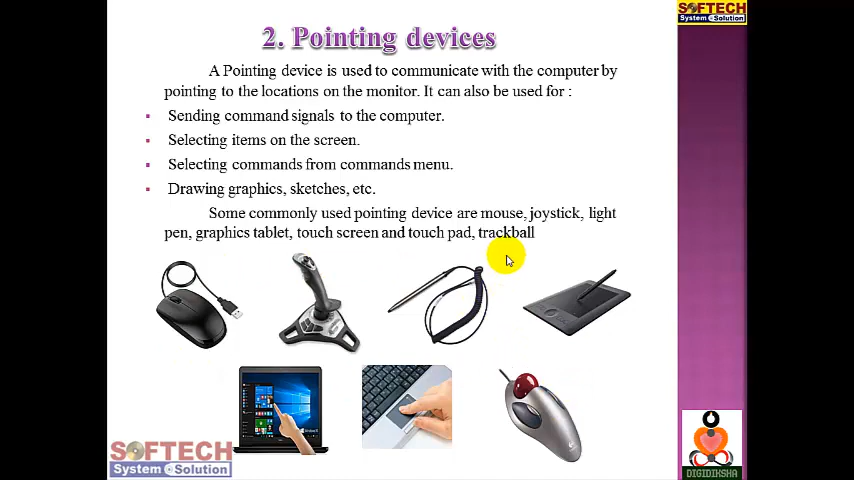 SOFTECH
System e Solution
2. Pointing devices
A Pointing device is used to communicate with the computer by
pointing to the locations on the monitor. It can also be used for :
Sending command signals to the computer.
Selecting items on the screen.
Selecting commands from commands menu.
Drawing graphics, sketches, etc.
Some commonly used pointing device are mouse, joystick, light
pen, graphics tablet, touch screen and touch pad, trackball
SOFTECH
System e Solution
DIGIDIKSHA